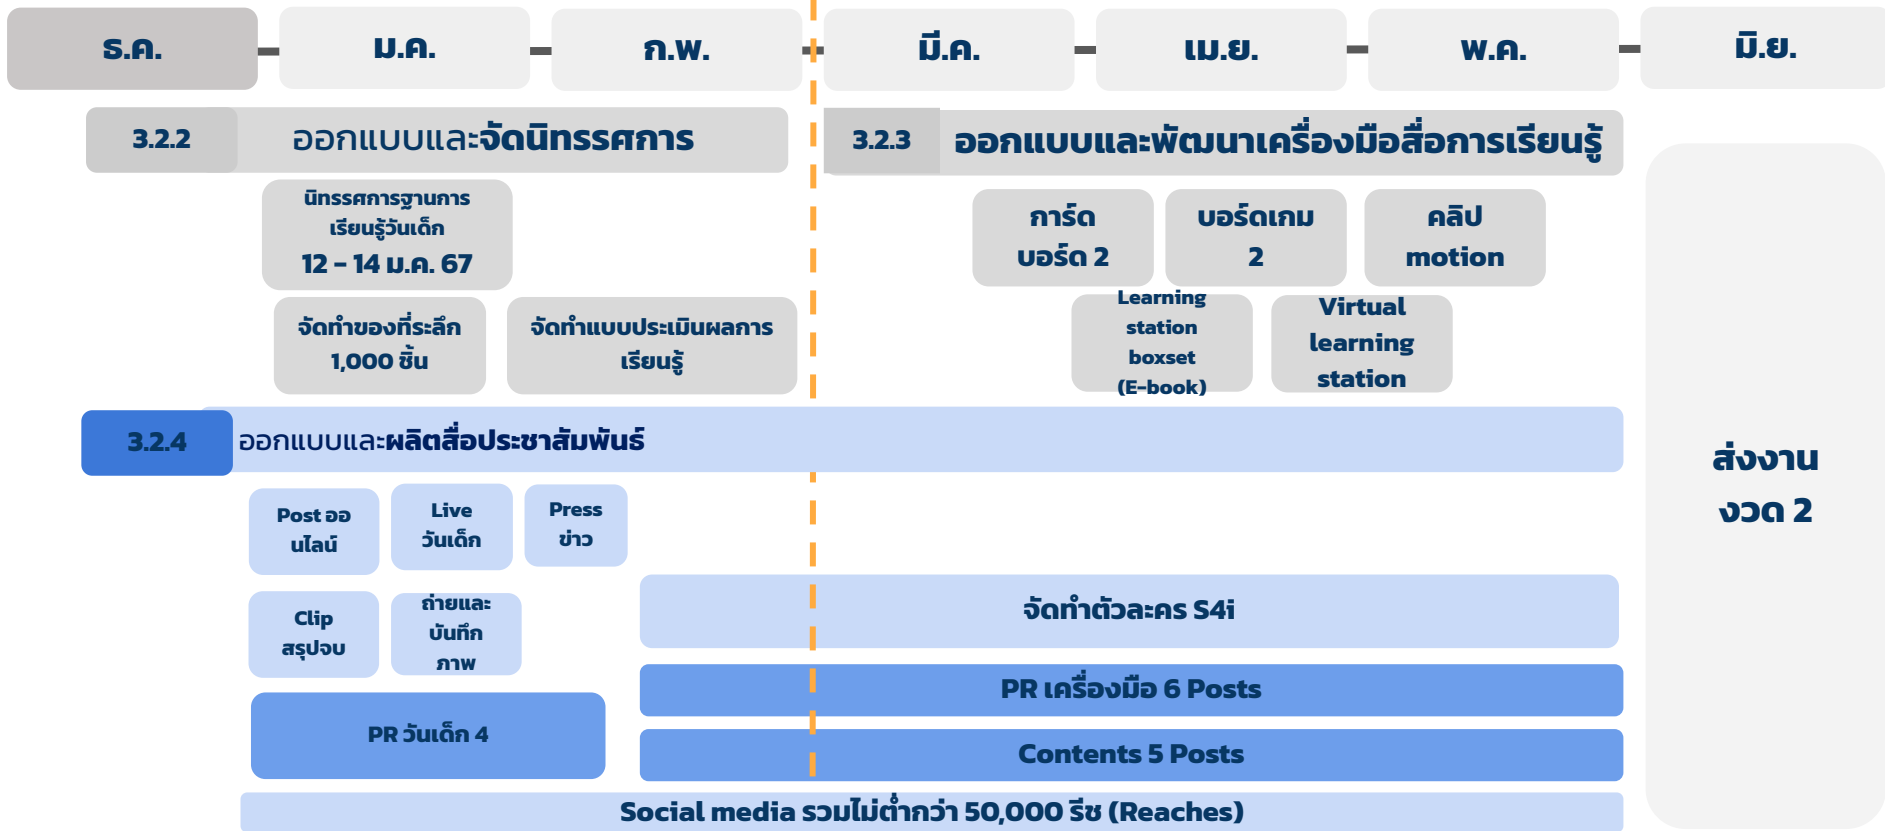 ธ.ค.
ม.ค.
ก.พ.
มี.ค.
เม.ย.
พ.ค.
มิ.ย.
3.2.2
ออกแบบและจัดนิทรรศการ
3.2.3
ออกแบบและพัฒนาเครื่องมือสื่อการเรียนรู้
นิทรรศการฐานการ
เรียนรู้วันเด็ก
12 – 14 ม.ค. 67
การ์ด
บอร์ด 2
บอร์ดเกม
2
คลิป
motion
จัดทำของที่ระลึก
1,000 ชิ้น
จัดทำแบบประเมินผลการ
เรียนรู้
Learning
station
boxset
(E-book)
Virtual
learning
station
3.2.4
ออกแบบและผลิตสื่อประชาสัมพันธ์
ส่งงาน
งวด 2
Post ออ
นไลน์
Live
วันเด็ก
Press
ข่าว
Clip
สรุปจบ
ถ่ายและ
บันทึก
ภาพ
จัดทำตัวละคร S4i
PR เครื่องมือ 6 Posts
PR วันเด็ก 4
Contents 5 Posts
Social media รวมไม่ต่ำกว่า 50,000 รีช (Reaches)